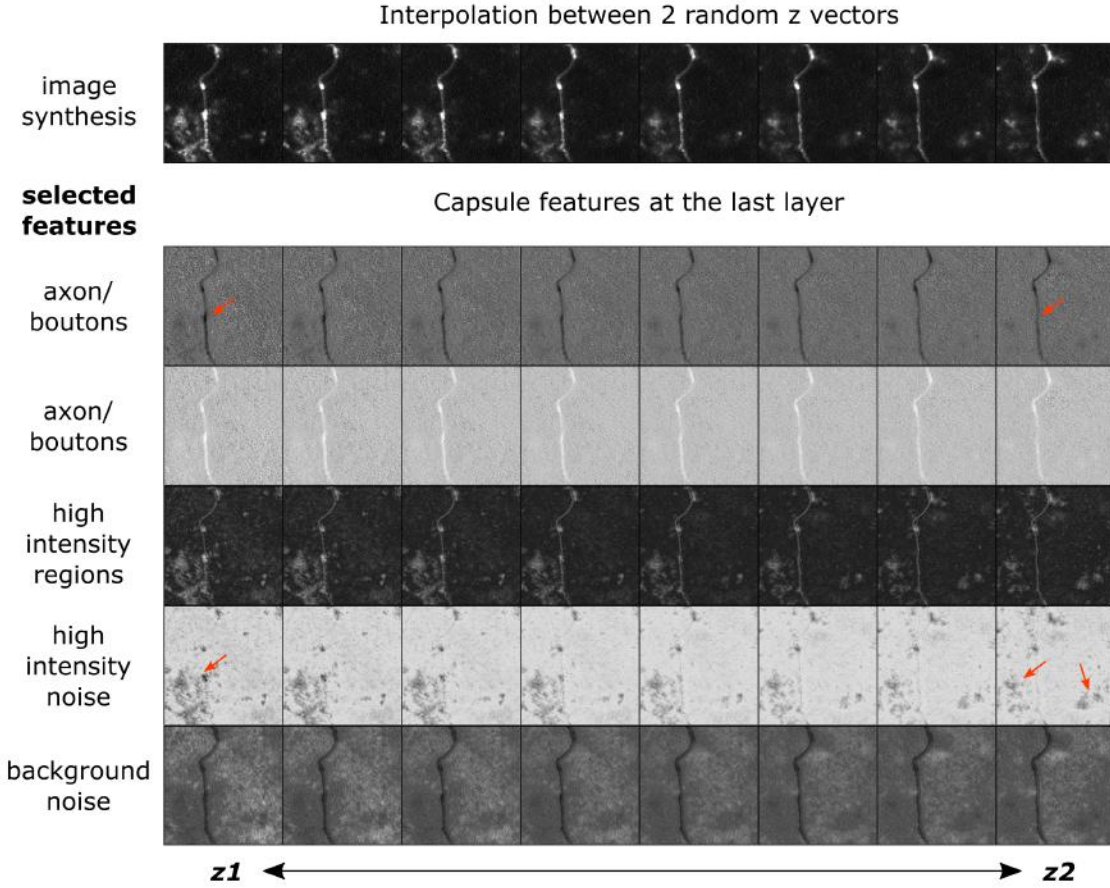 Interpolation between 2 random z vectors
image
synthesis
selected
features
Capsule features at the last layer
axon/
boutons
axon/
boutons
high
intensity
regions
high
intensity
noise
background
noise
z1
z2